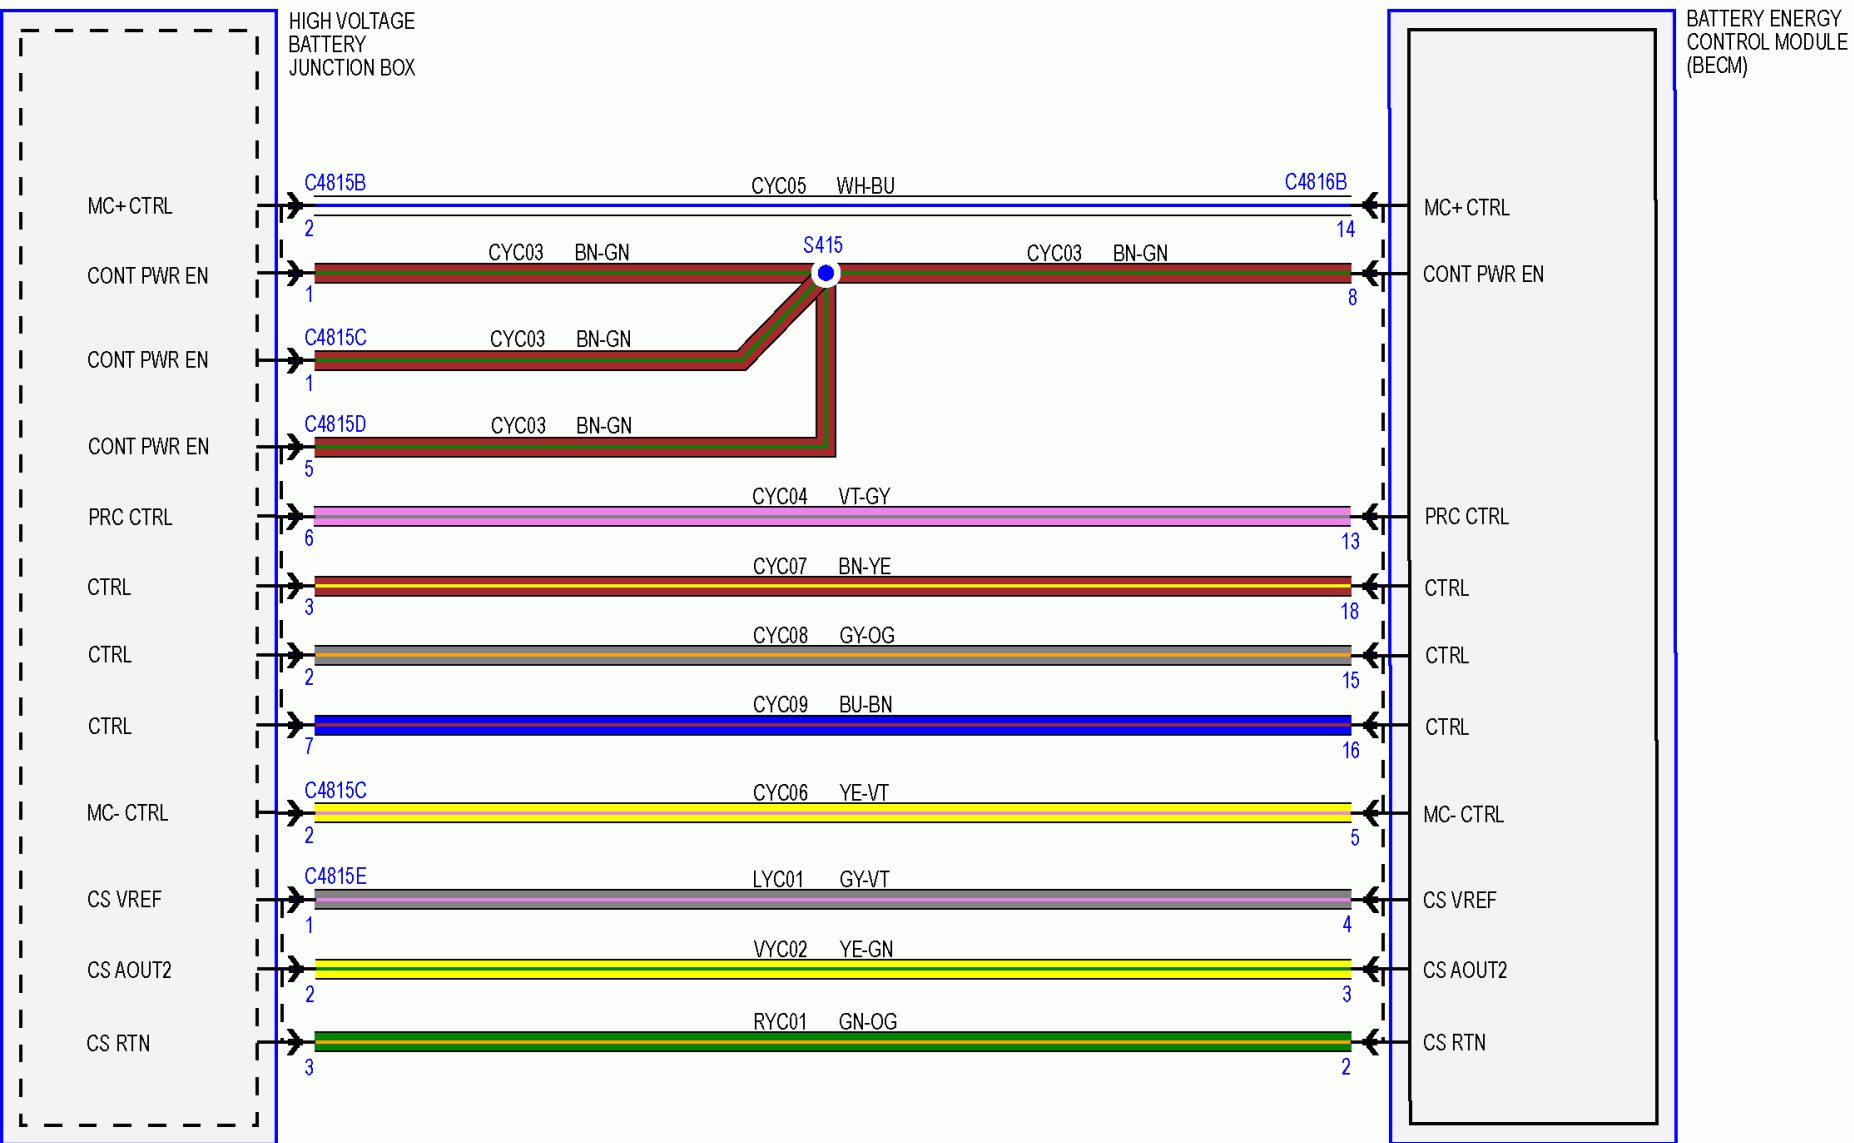 HIGH VOLTAGE
BATTERY
JUNCTION BOX
BATTERY ENERGY
CONTROL MODULE
(BECM)
C4815B CYC05 WH-BU C4816B
MC+ CTRL MC+ CTRL
2 14
CYC03 BN-GN S415 CYC03 BN-GN
CONT PWR EN CONT PWR EN
1 8
C4815C CYC03 BN-GN
CONT PWR EN
1
C4815D CYC03 BN-GN
CONT PWR EN
5
CYC04 VT-GY
PRC CTRL PRC CTRL
6 13
CYC07 BN-YE
CTRL CTRL
3 18
CYC08 GY-OG
CTRL CTRL
2 15
CYC09 BU-BN
CTRL CTRL
7 16
C4815C CYC06 YE-VT
MC- CTRL MC- CTRL
2 5
C4815E LYC01 GY-VT
CS VREF CS VREF
1 4
VYC02 YE-GN
CS AOUT2 CS AOUT2
2 3
RYC01 GN-OG
CS RTN CS RTN
3 2